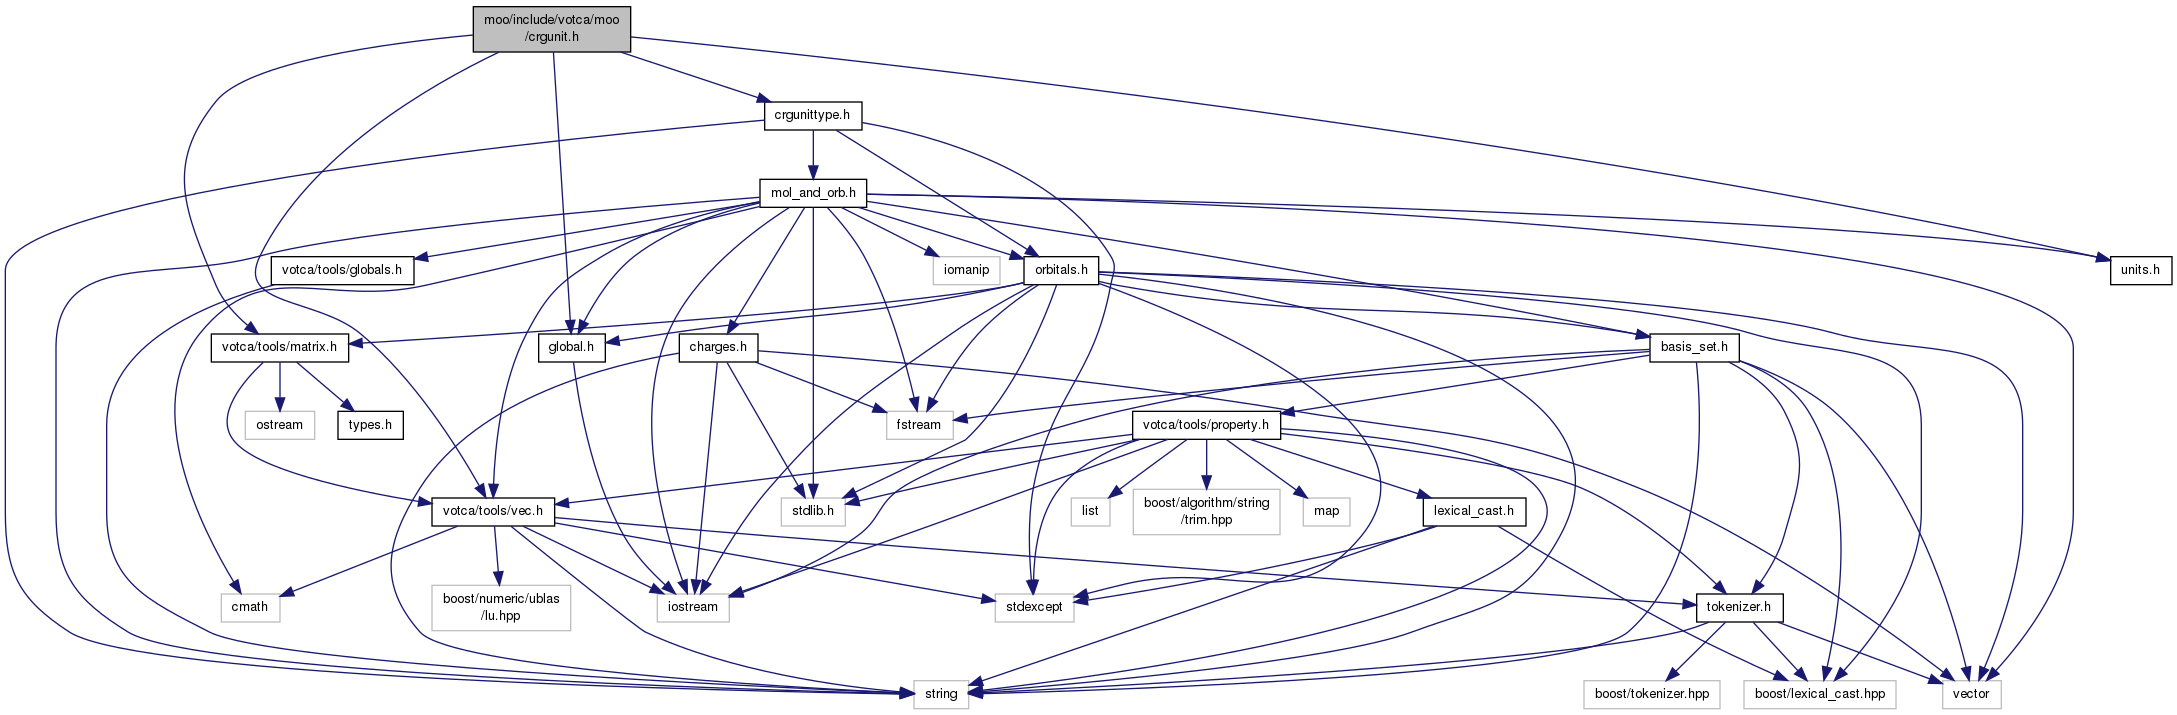 moo/include/votca/moo
/crgunit.h
crgunittype.h
mol_and_orb.h
votca/tools/globals.h
iomanip
orbitals.h
units.h
votca/tools/matrix.h
global.h
charges.h
basis_set.h
ostream
types.h
fstream
votca/tools/property.h
votca/tools/vec.h
stdlib.h
list
boost/algorithm/string
/trim.hpp
map
lexical_cast.h
cmath
boost/numeric/ublas
/lu.hpp
iostream
stdexcept
tokenizer.h
string
boost/tokenizer.hpp
boost/lexical_cast.hpp
vector